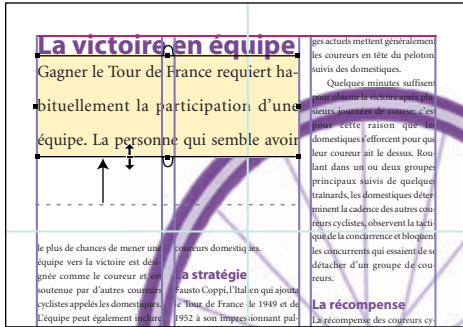 La victoire en équipe
Gagner le Tour de France requiert ha-
bituellement la participation d'une
équipe. La personne qui semble avoir
le plus de chances de mener une
équipe vers la victoire est dési-
gnée comme le coureur et est
soutenue par d'autres coureurs
cyclistes appelés les domestiques.
L'équipe peut également inclure
coureurs domestiques.
La stratégie
Fausto Coppi, l'Italien qui ajouta
le Tour de France de 1949 et de
1952 à son impressionnant pal-
ges actuels mettent généralement
les coureurs en tête du peloton
suivis des domestiques.
Quelques minutes suffisent
pour obtenir la victoire après plu-
sieurs journées de course; c'est
pour cette raison que les
domestiques s'efforcent pour que
leur coureur ait le dessus. Rou-
lant dans un ou deux groupes
principaux suivis de quelques
traînards, les domestiques déter-
minent la cadence des autres cou-
reurs cyclistes, observent la tacti-
que de la concurrence et bloquent
les concurrents qui essaient de se
détacher d'un groupe de cou-
reurs.
La récompense
La récompense des coureurs cy-